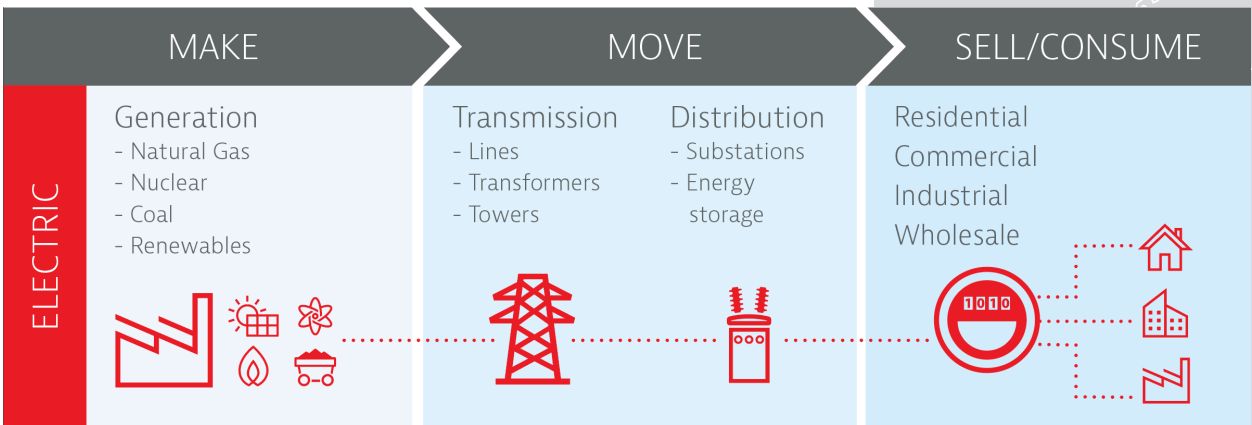 MAKE
MOVE
SELL/CONSUME
ELECTRIC
Generation
- Natural Gas
- Nuclear
- Coal
- Renewables
Transmission
- Lines
- Transformers
- Towers
Distribution
- Substations
- Energy
storage
Residential
Commercial
Industrial
Wholesale
1010